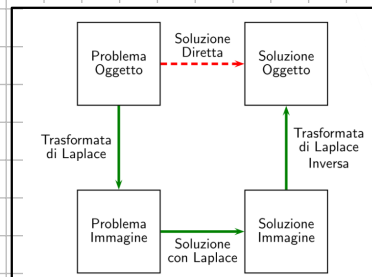 Problema
Oggetto
Soluzione
Diretta
Soluzione
Oggetto
Trasformata
di Laplace
Trasformata
di Laplace
Inversa
Problema
Immagine
Soluzione
con Laplace
Soluzione
Immagine